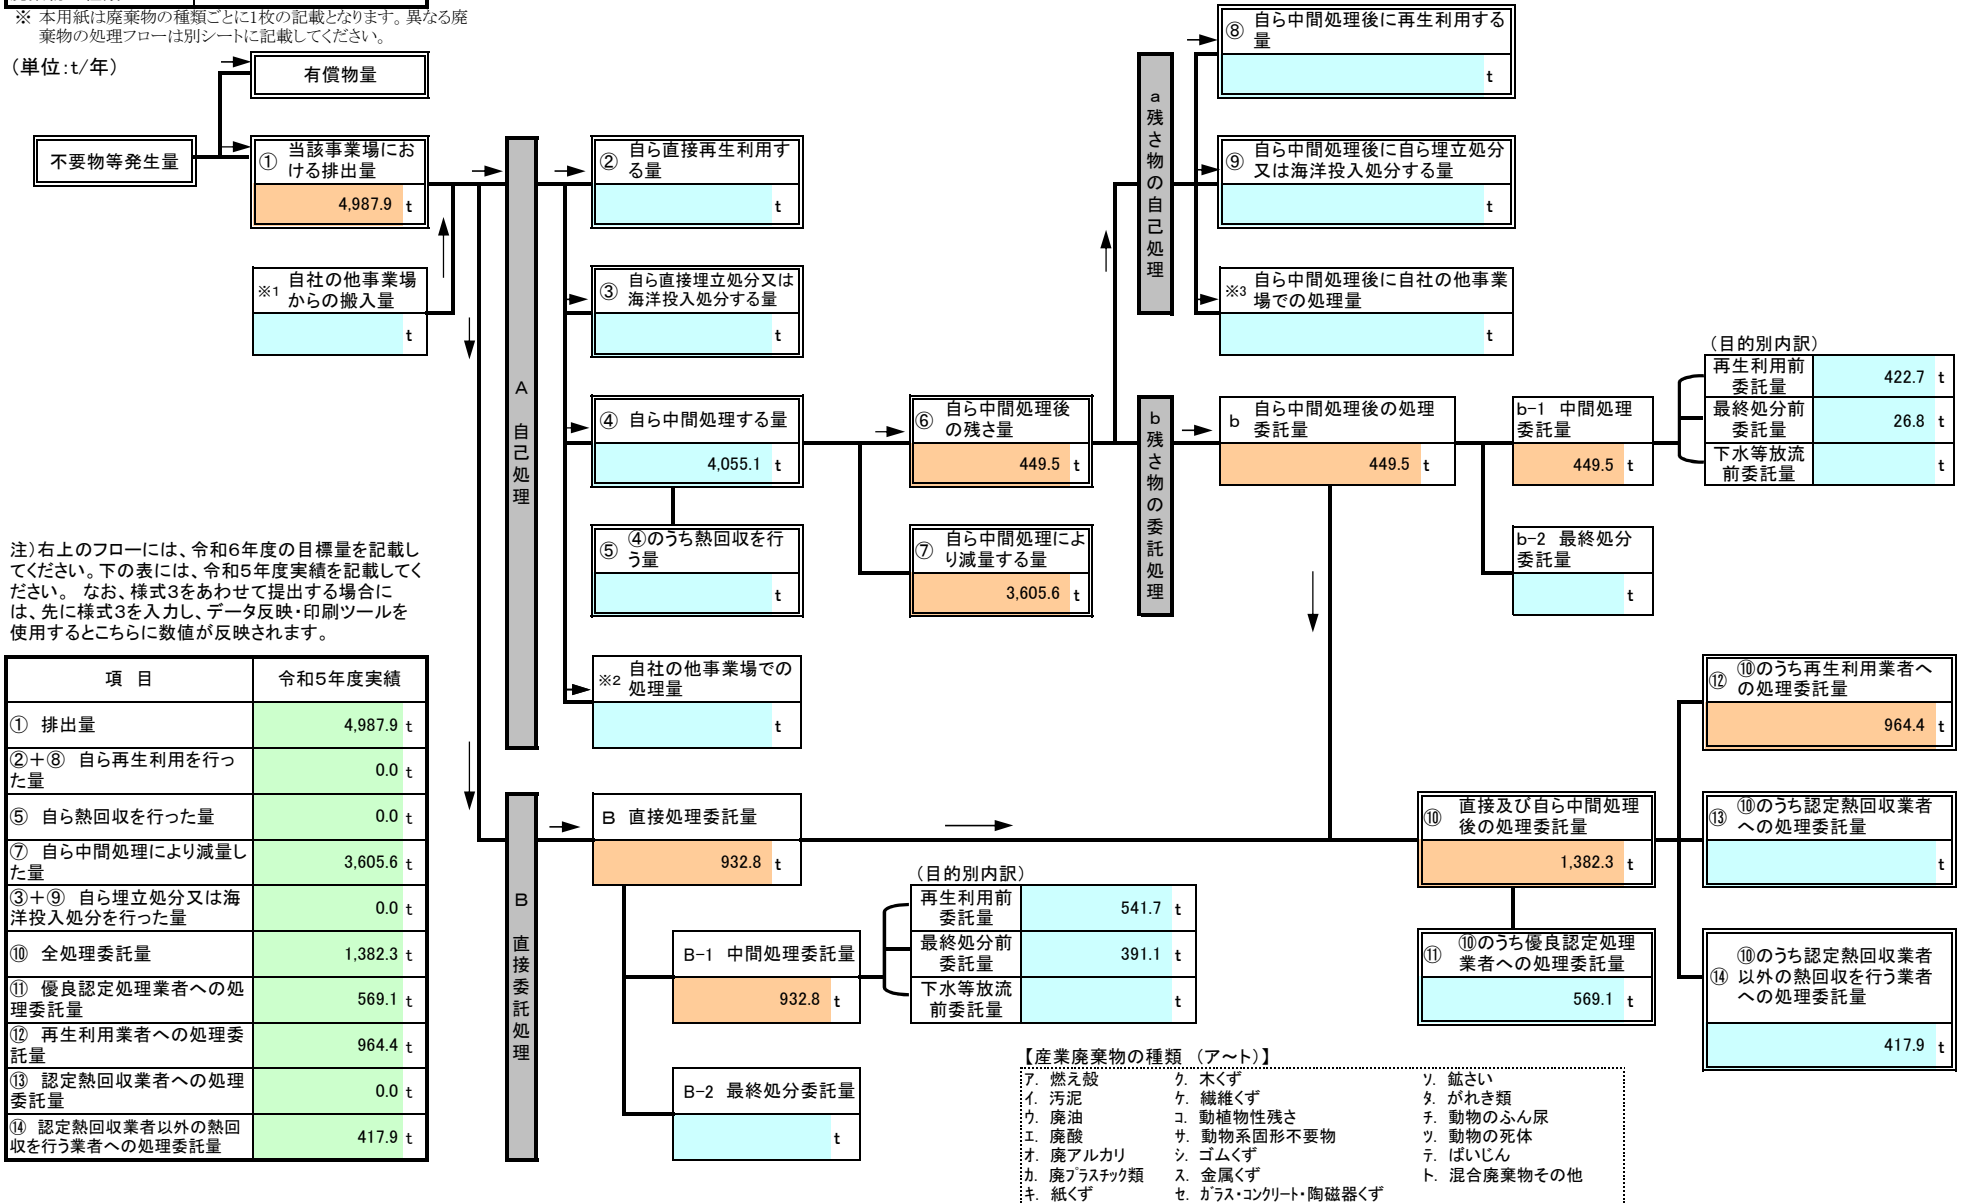 ※ 本用紙は廃棄物の種類ごとに1枚の記載となります。異なる廃
棄物の処理フローは別シートに記載してください。
(単位:t/年)
有償物量
不要物等発生量
① 当該事業場にお
ける排出量
4,987.9 t
※1 自社の他事業場
からの搬入量
t
A 自己処理
② 自ら直接再生利用す
る量
t
③ 自ら直接埋立処分又は
海洋投入処分する量
t
④ 自ら中間処理する量
4,055.1 t
⑤ ④のうち熱回収を行
う量
t
※2 自社の他事業場での
処理量
t
⑥ 自ら中間処理後
の残さ量
449.5 t
⑦ 自ら中間処理によ
り減量する量
3,605.6 t
a 残さ物の自己処理
⑧ 自ら中間処理後に再生利用する
量
t
⑨ 自ら中間処理後に自ら埋立処分
又は海洋投入処分する量
t
※3 自ら中間処理後に自社の他事業
場での処理量
t
b 残さ物の委託処理
b 自ら中間処理後の処理
委託量
449.5 t
b-1 中間処理
委託量
449.5 t
b-2 最終処分
委託量
t
(目的別内訳)
再生利用前
委託量
422.7 t
最終処分前
委託量
26.8 t
下水等放流
前委託量
t
注)右上のフローには、令和6年度の目標量を記載し
てください。下の表には、令和5年度実績を記載してく
ださい。 なお、様式3をあわせて提出する場合に
は、先に様式3を入力し、データ反映・印刷ツールを
使用するとこちらに数値が反映されます。
項 目 令和5年度実績
① 排出量 4,987.9 t
②+⑧ 自ら再生利用を行っ
た量
0.0 t
⑤ 自ら熱回収を行った量 0.0 t
⑦ 自ら中間処理により減量し
た量
3,605.6 t
③+⑨ 自ら埋立処分又は海
洋投入処分を行った量
0.0 t
⑩ 全処理委託量 1,382.3 t
⑪ 優良認定処理業者への処
理委託量
569.1 t
⑫ 再生利用業者への処理委
託量
964.4 t
⑬ 認定熱回収業者への処理
委託量
0.0 t
⑭ 認定熱回収業者以外の熱回
収を行う業者への処理委託量
417.9 t
B 直接委託処理
B 直接処理委託量
932.8 t
B-1 中間処理委託量
932.8 t
B-2 最終処分委託量
t
(目的別内訳)
再生利用前
委託量
541.7 t
最終処分前
委託量
391.1 t
下水等放流
前委託量
t
⑩ 直接及び自ら中間処理
後の処理委託量
1,382.3 t
⑪ ⑩のうち優良認定処理
業者への処理委託量
569.1 t
⑫ ⑩のうち再生利用業者へ
の処理委託量
964.4 t
⑬ ⑩のうち認定熱回収業者
への処理委託量
t
⑭ ⑩のうち認定熱回収業者
以外の熱回収を行う業者
への処理委託量
417.9 t
【産業廃棄物の種類 (ア~ト)】
ア. 燃え殻 ク. 木くず ソ. 鉱さい
イ. 汚泥 ケ. 繊維くず タ. がれき類
ウ. 廃油 コ. 動植物性残さ チ. 動物のふん尿
エ. 廃酸 サ. 動物系固形不要物 ツ. 動物の死体
オ. 廃アルカリ シ. ゴムくず テ. ばいじん
カ. 廃プラスチック類 ス. 金属くず ト. 混合廃棄物その他
キ. 紙くず セ. ガラス・コンクリート・陶磁器くず